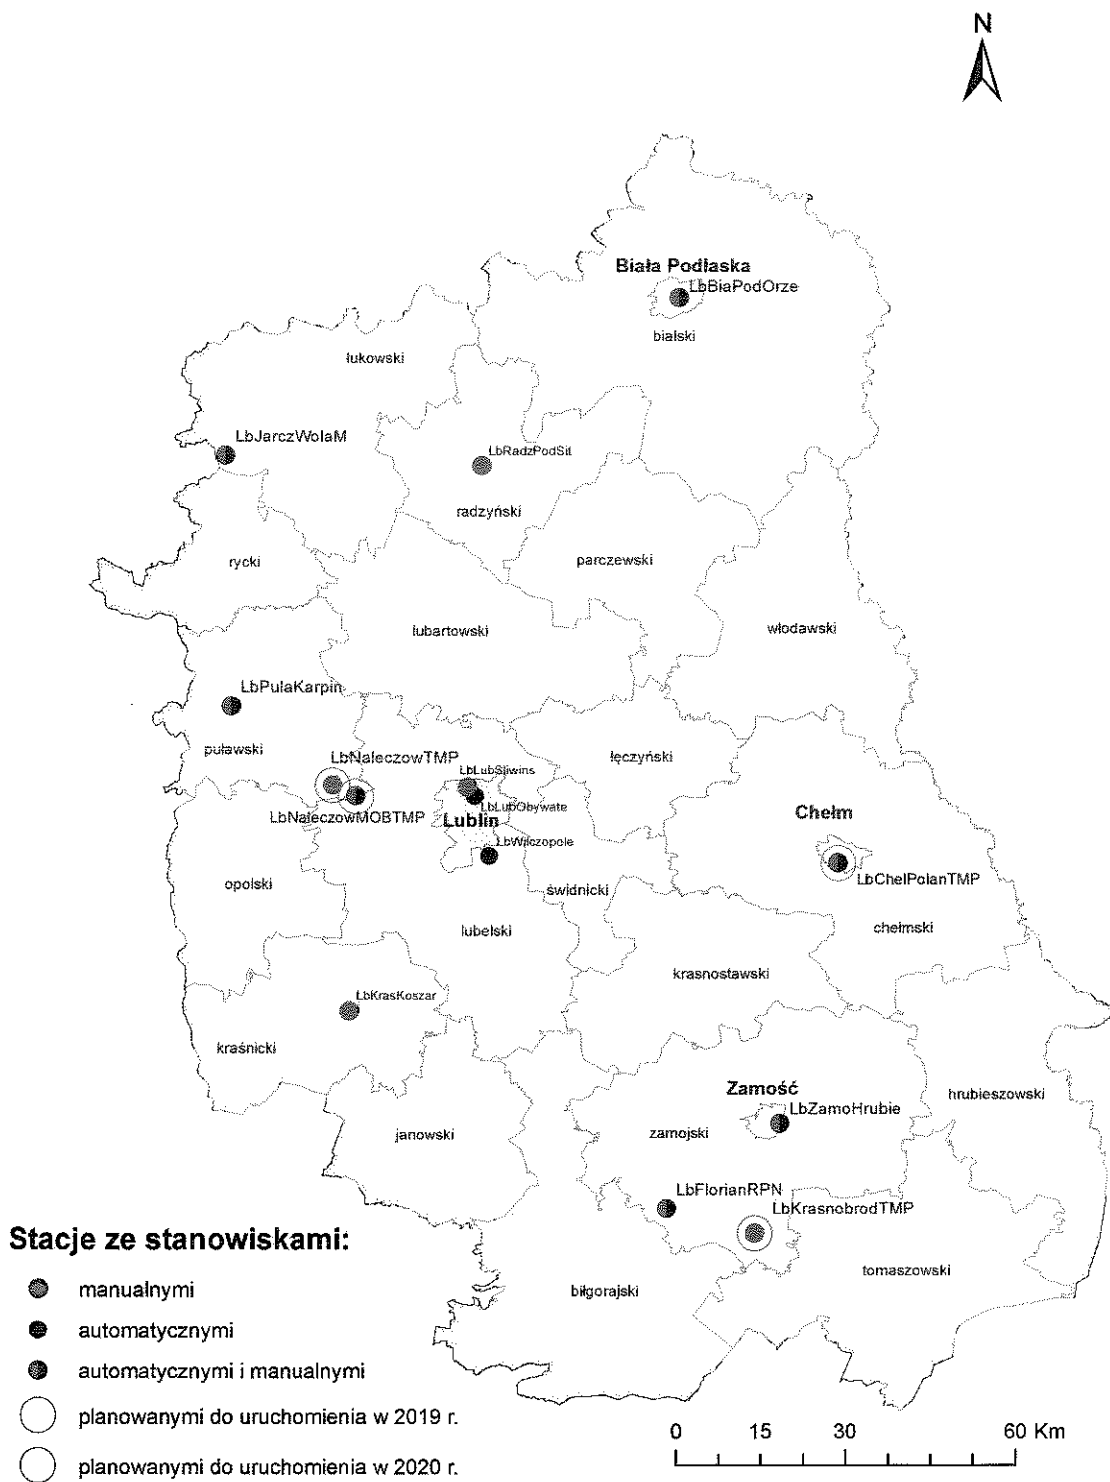 N
Biała Podlaska
LbBiaPodOrze
bialski
łukowski
LbJarczWolaM
LbRadzPodSit
radzyński
rycki
parczewski
lubartowski
włodawski
LbPulaKarpin
puławski
LbNaleczowTMP
łęczyński
LbLubSliwins
LbNaleczowMOBTMP
LbLubObywate
Lublin
Chełm
LbWilczopole
opolski
świdnicki
LbChelPolanTMP
lubelski
chełmski
krasnostawski
LbKrasKoszar
kraśnicki
Zamość
hrubieszowski
LbZamoHrubie
janowski
zamojski
LbFlorianRPN
LbKrasnobrodTMP
tomaszowski
biłgorajski
Stacje ze stanowiskami:
manualnymi
automatycznymi
automatycznymi i manualnymi
planowanymi do uruchomienia w 2019 r.
planowanymi do uruchomienia w 2020 r.
0 15 30 60 Km